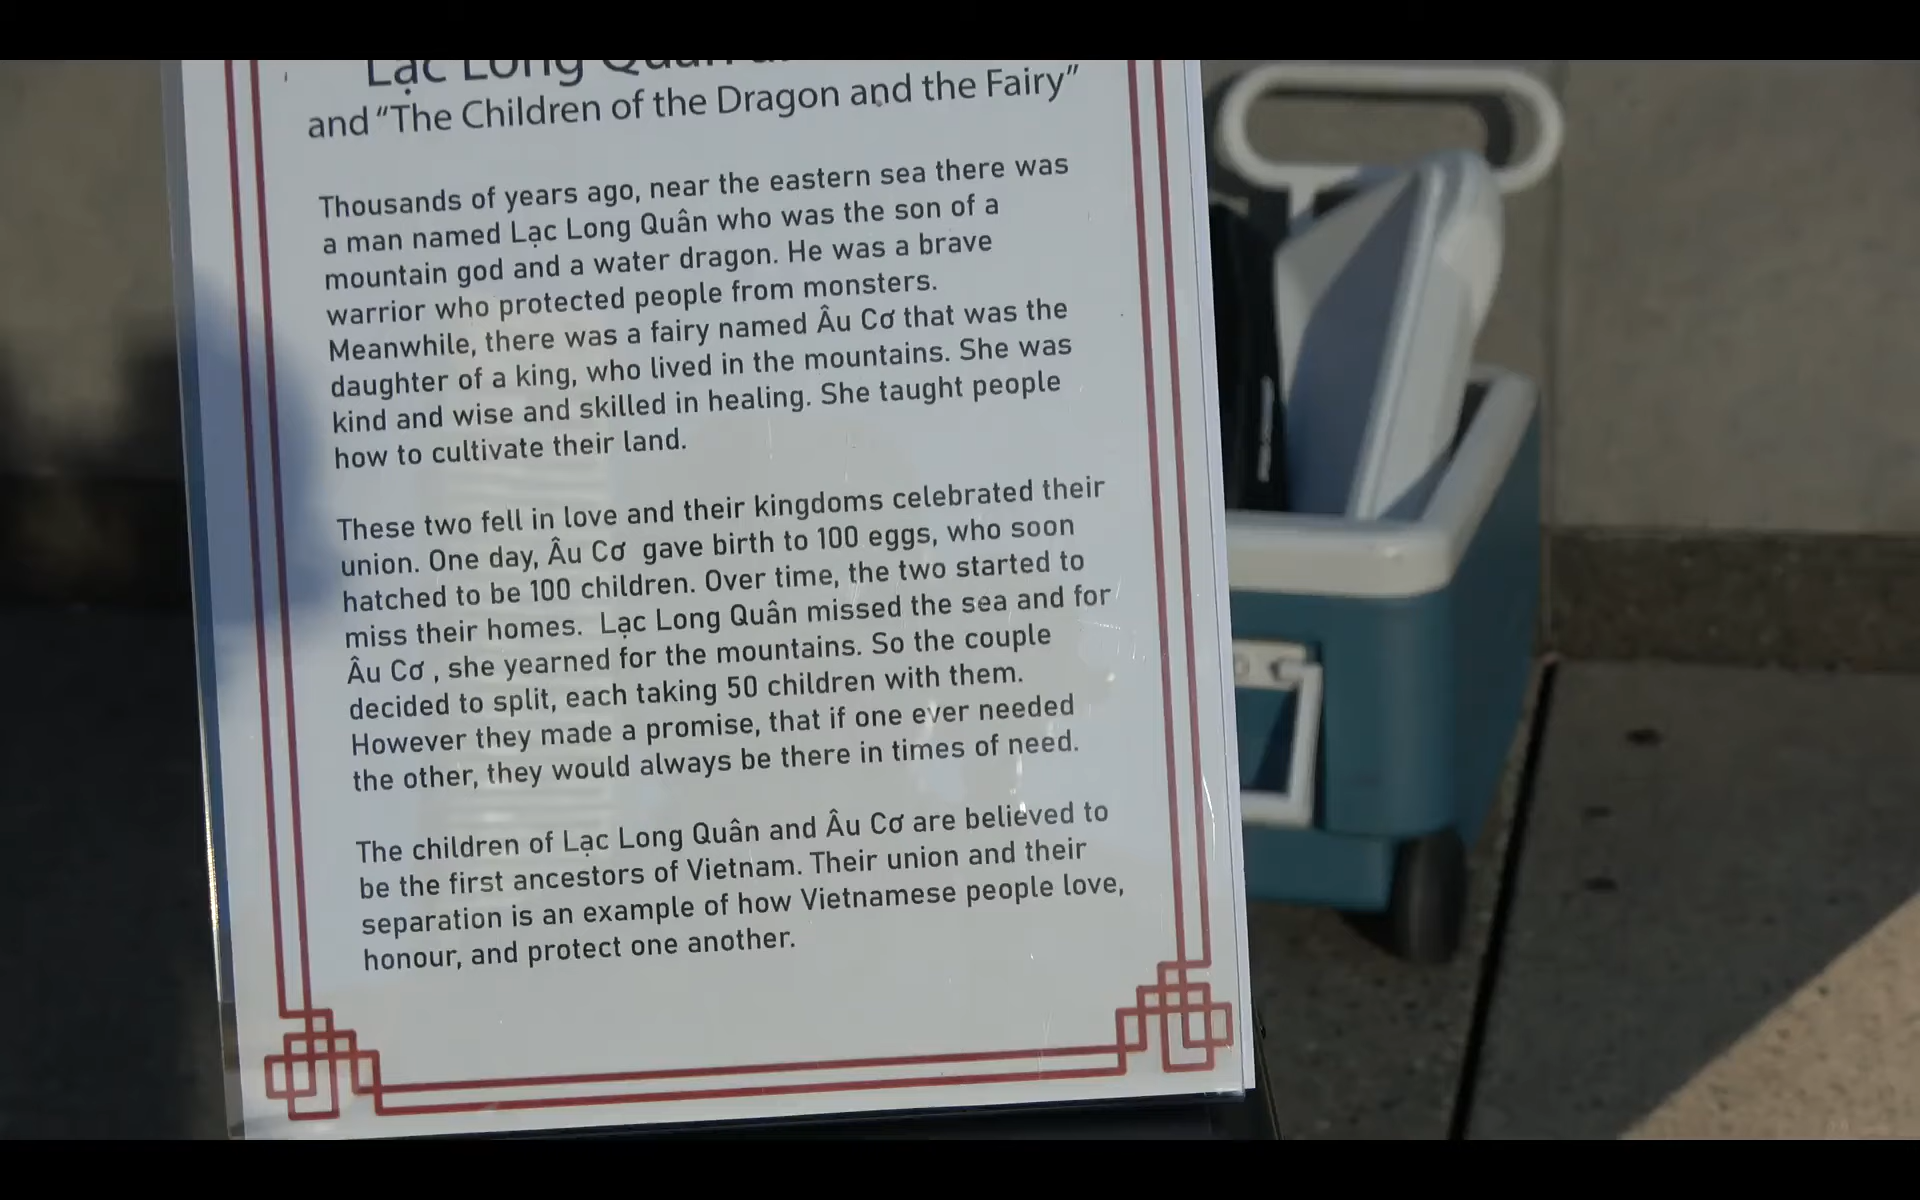 Lạc Long Quân
and "The Children of the Dragon and the Fairy"
Thousands of years ago, near the eastern sea there was
a man named Lạc Long Quân who was the son of a
mountain god and a water dragon. He was a brave
warrior who protected people from monsters.
Meanwhile, there was a fairy named Âu Cơ that was the
daughter of a king, who lived in the mountains. She was
kind and wise and skilled in healing. She taught people
how to cultivate their land.
These two fell in love and their kingdoms celebrated their
union. One day, Âu Cơ gave birth to 100 eggs, who soon
hatched to be 100 children. Over time, the two started to
miss their homes. Lạc Long Quân missed the sea and for
Âu Cơ , she yearned for the mountains. So the couple
decided to split, each taking 50 children with them.
However they made a promise, that if one ever needed
the other, they would always be there in times of need.
The children of Lạc Long Quân and Âu Cơ are believed to
be the first ancestors of Vietnam. Their union and their
separation is an example of how Vietnamese people love,
honour, and protect one another.